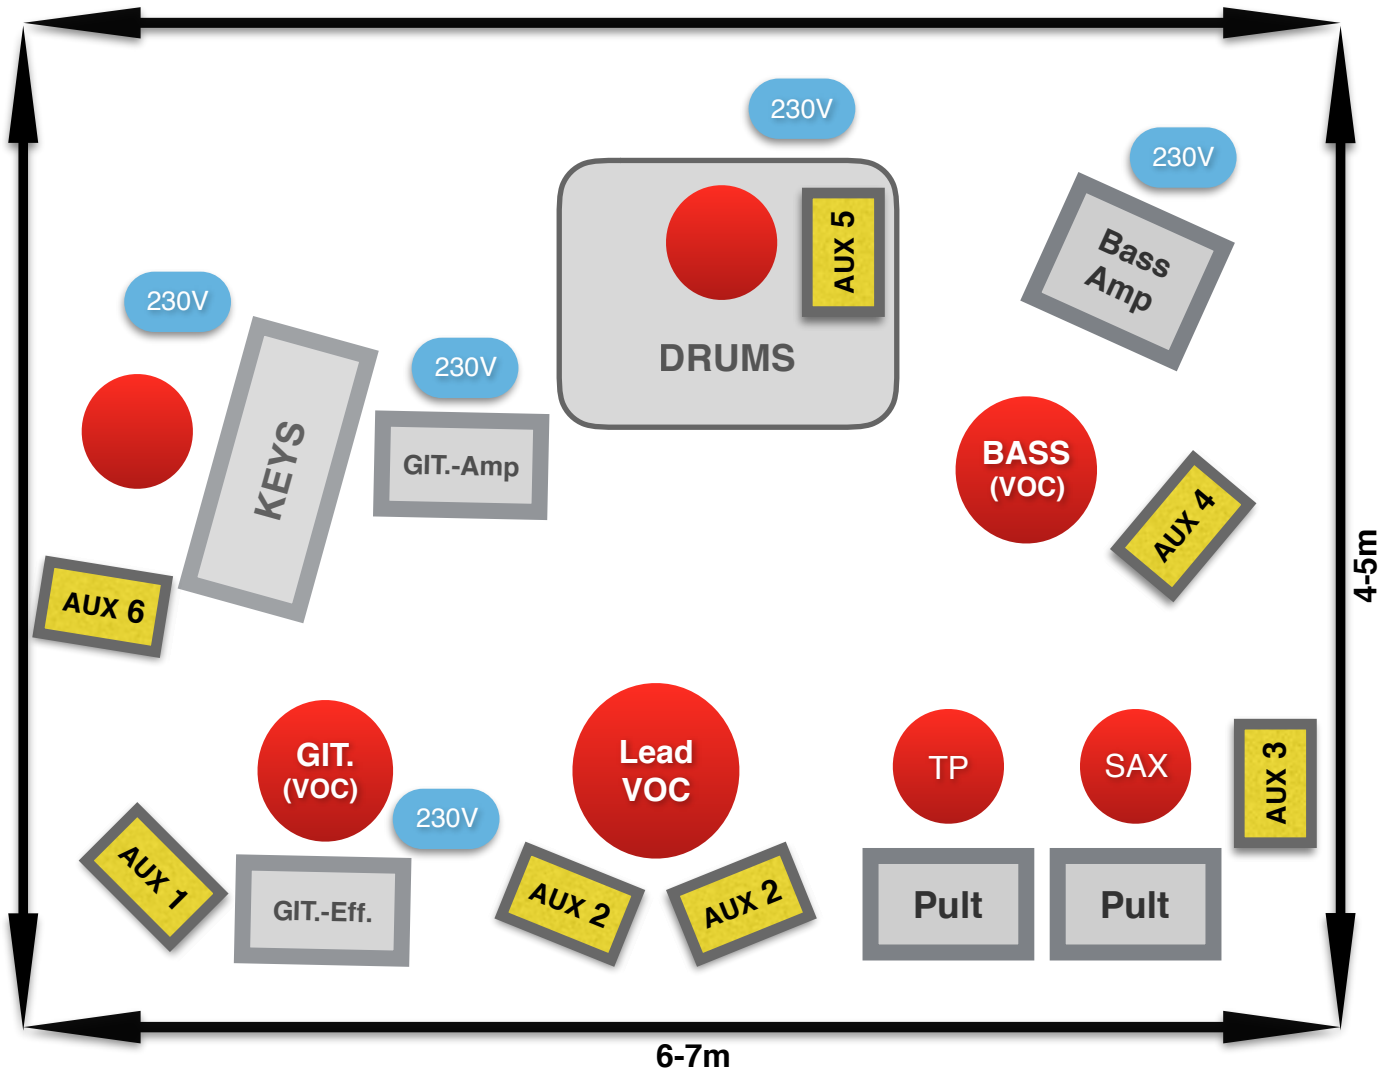 230V
230V
AUX 5
Bass
Amp
230V
DRUMS
230V
KEYS
GIT.-Amp
BASS
(VOC)
AUX 4
4-5m
AUX 6
GIT.
(VOC)
Lead
VOC
TP
SAX
AUX 3
230V
AUX 1
GIT.-Eff.
AUX 2
AUX 2
Pult
Pult
6-7m